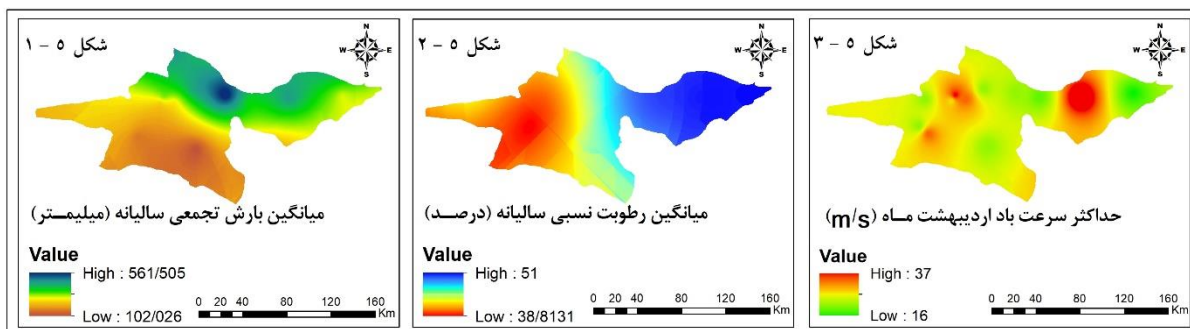 شکل ۵ - ۱
N
W E
S
میانگین بارش تجمعی سالیانه (میلیمـتر)
Value
High : 561/505
Low : 102/026
0 20 40 80 120 160
Km
شکل ۵ - ۲
N
W E
S
میانگین رطوبت نسبی سالیانه (درصـد)
Value
High : 51
Low : 38/8131
0 20 40 80 120 160
Km
شکل ۵ - ۳
N
W E
S
حداکثر سرعت باد اردیبهشت مـاه (m/s)
Value
High : 37
Low : 16
0 20 40 80 120 160
Km